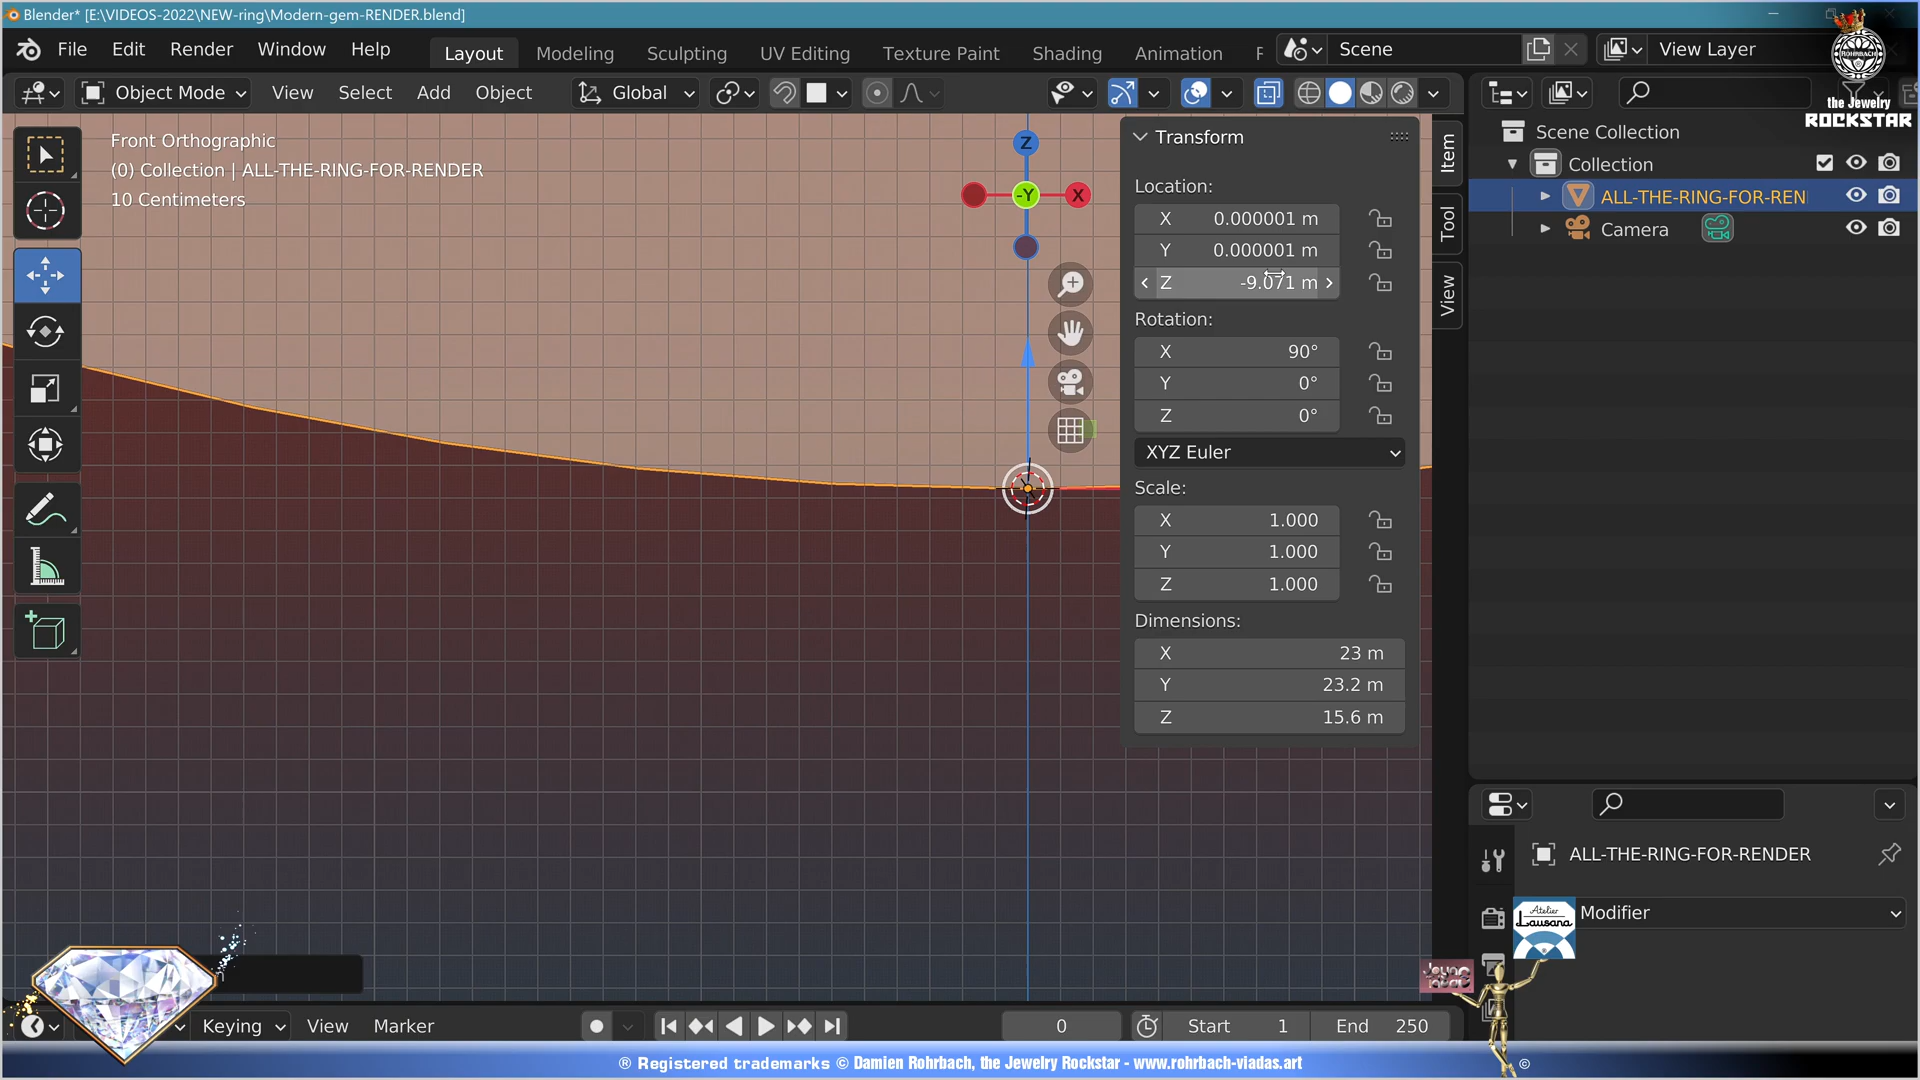 Blender* [E:\VIDEOS-2022\NEW-ring\Modern-gem-RENDER.blend]
File Edit Render Window Help
Layout Modeling Sculpting UV Editing Texture Paint Shading Animation
Scene
View Layer
ROHRBACH
the Jewelry
ROCKSTAR
Object Mode View Select Add Object Global
Front Orthographic
(0) Collection | ALL-THE-RING-FOR-RENDER
10 Centimeters
Z
-Y
X
Transform
Location:
X 0.000001 m
Y 0.000001 m
Z -9.071 m
Rotation:
X 90°
Y 0°
Z 0°
XYZ Euler
Scale:
X 1.000
Y 1.000
Z 1.000
Dimensions:
X 23 m
Y 23.2 m
Z 15.6 m
Item
Tool
View
Scene Collection
Collection
ALL-THE-RING-FOR-REN
Camera
ALL-THE-RING-FOR-RENDER
Modifier
Atelier
Lausana
Keying View Marker
0
Start 1
End 250
® Registered trademarks © Damien Rohrbach, the Jewelry Rockstar - www.rohrbach-viadas.art
©